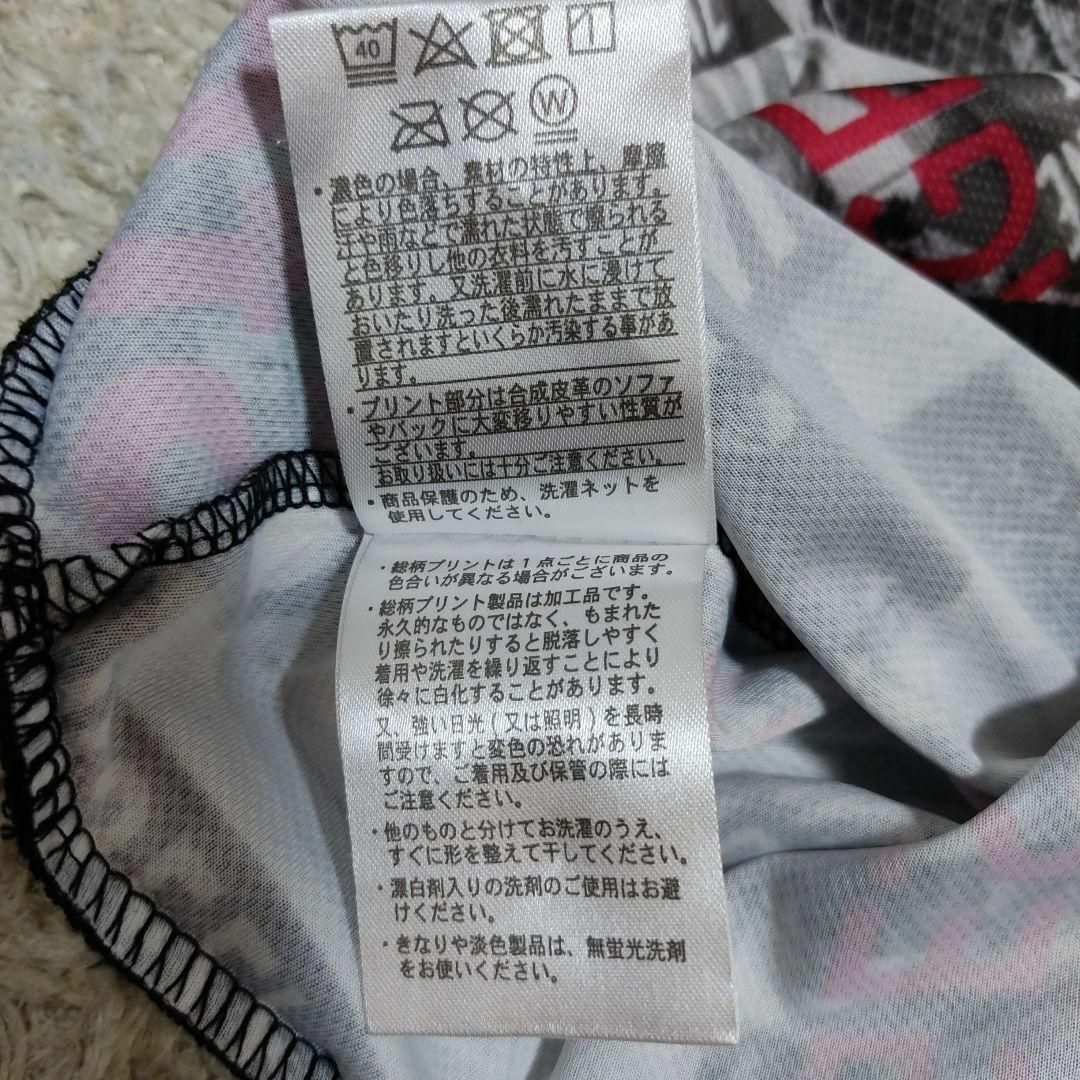 40
W
・濃色の場合、素材の特性上、摩擦
により色落ちすることがあります。
汗や雨などで濡れた状態で擦られる
と色移りし他の衣料を汚すことが
あります。又洗濯前に水に浸けて
おいたり洗った後濡れたままで放
置されますといくらか汚染する事があ
ります。
・プリント部分は合成皮革のソファ
やバックに大変移りやすい性質が
ございます。
お取り扱いには十分ご注意ください。
・商品保護のため、洗濯ネットを
使用してください。
・総柄プリントは1点ごとに商品の
色合いが異なる場合がございます。
・総柄プリント製品は加工品です。
永久的なものではなく、もまれた
り擦られたりすると脱落しやすく
着用や洗濯を繰り返すことにより
徐々に白化することがあります。
又、強い日光(又は照明)を長時
間受けますと変色の恐れがありま
すので、ご着用及び保管の際には
ご注意ください。
・他のものと分けてお洗濯のうえ、
すぐに形を整えて干してください。
・漂白剤入りの洗剤のご使用はお避
けください。
・きなりや淡色製品は、無蛍光洗剤
をお使いください。